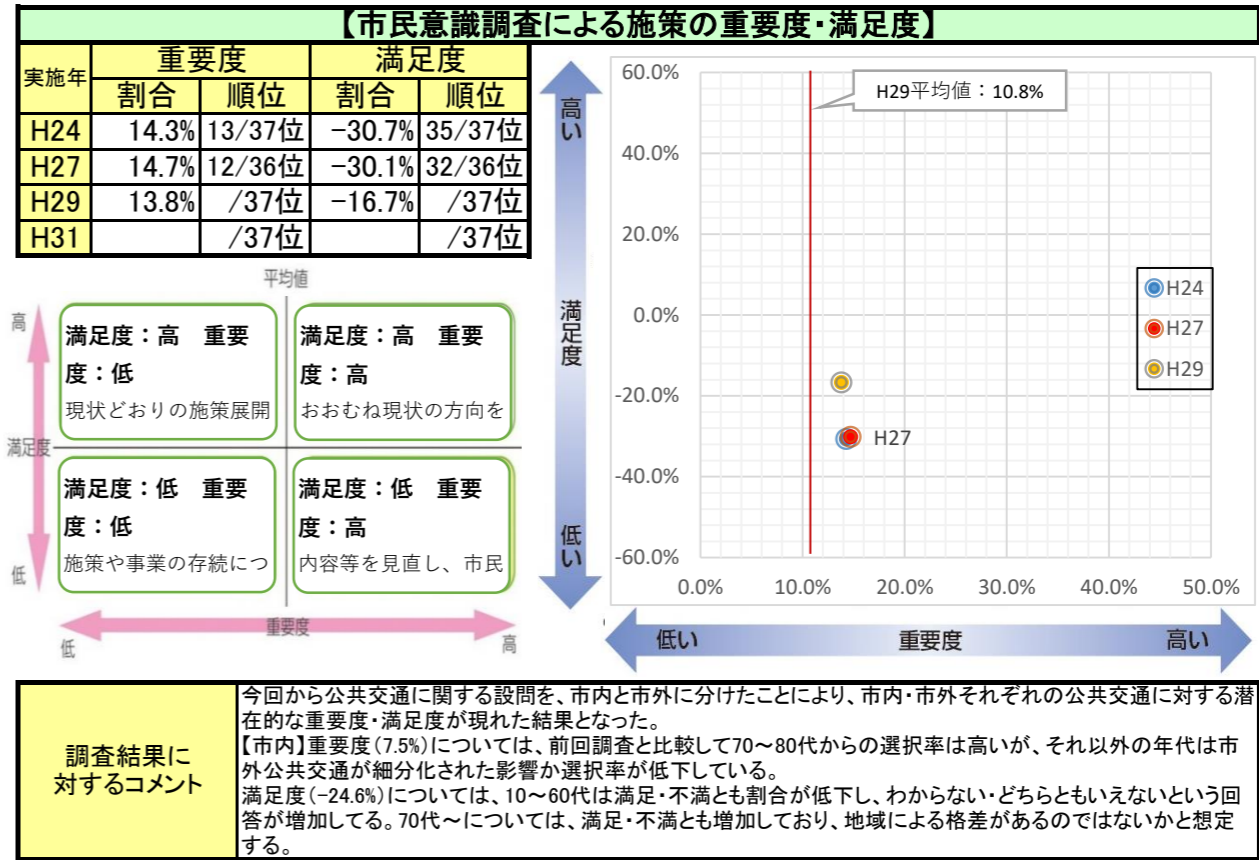 【市民意識調査による施策の重要度・満足度】
実施年 重要度 満足度
割合 順位 割合 順位
H24 14.3% 13/37位 -30.7% 35/37位
H27 14.7% 12/36位 -30.1% 32/36位
H29 13.8% /37位 -16.7% /37位
H31 /37位 /37位
平均値
高
満足度
低
満足度：高　重要
度：低
現状どおりの施策展開
満足度：高　重要
度：高
おおむね現状の方向を
満足度：低　重要
度：低
施策や事業の存続につ
満足度：低　重要
度：高
内容等を見直し、市民
低
重要度
高
高い
満足度
低い
60.0%
40.0%
20.0%
0.0%
-20.0%
-40.0%
-60.0%
H29平均値：10.8%
H27
H24
H27
H29
0.0% 10.0% 20.0% 30.0% 40.0% 50.0%
低い 重要度 高い
調査結果に
対するコメント
今回から公共交通に関する設問を、市内と市外に分けたことにより、市内・市外それぞれの公共交通に対する潜
在的な重要度・満足度が現れた結果となった。
【市内】重要度(7.5%)については、前回調査と比較して70～80代からの選択率は高いが、それ以外の年代は市
外公共交通が細分化された影響か選択率が低下している。
満足度(-24.6%)については、10～60代は満足・不満とも割合が低下し、わからない・どちらともいえないという回
答が増加してる。70代～については、満足・不満とも増加しており、地域による格差があるのではないかと想定
する。